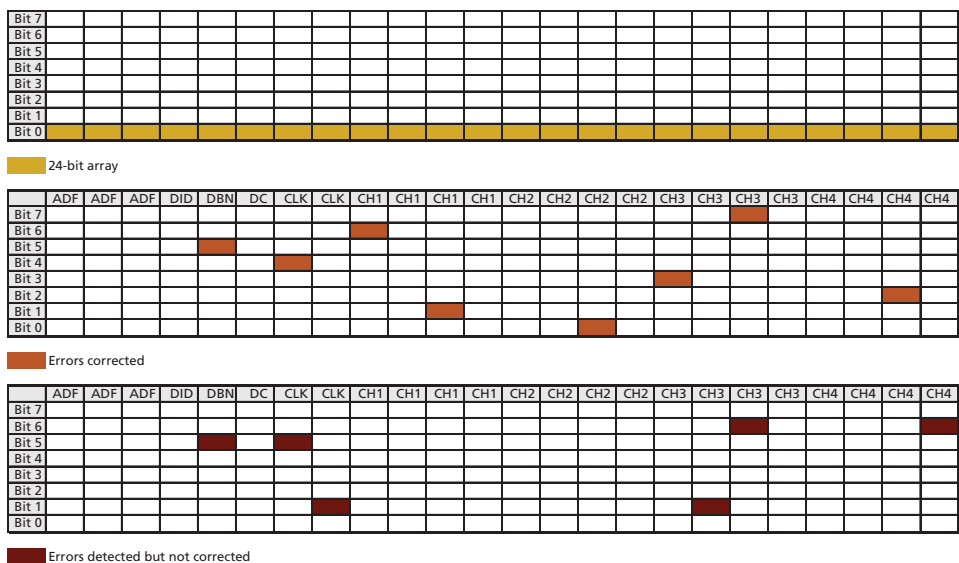 Bit 7
Bit 6
Bit 5
Bit 4
Bit 3
Bit 2
Bit 1
Bit 0
24-bit array
ADF ADF ADF DID DBN DC CLK CLK CH1 CH1 CH1 CH1 CH2 CH2 CH2 CH2 CH3 CH3 CH3 CH3 CH4 CH4 CH4 CH4
Bit 7
Bit 6
Bit 5
Bit 4
Bit 3
Bit 2
Bit 1
Bit 0
Errors corrected
ADF ADF ADF DID DBN DC CLK CLK CH1 CH1 CH1 CH1 CH2 CH2 CH2 CH2 CH3 CH3 CH3 CH3 CH4 CH4 CH4 CH4
Bit 7
Bit 6
Bit 5
Bit 4
Bit 3
Bit 2
Bit 1
Bit 0
Errors detected but not corrected